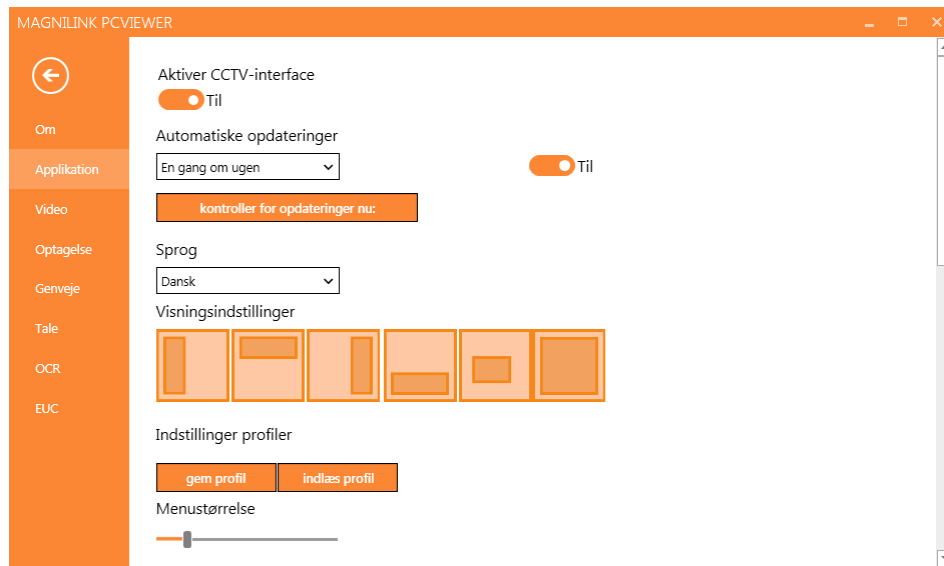 MAGNILINK PCVIEWER
Om
Applikation
Video
Optagelse
Genveje
Tale
OCR
EUC
Aktiver CCTV-interface
Til
Automatiske opdateringer
En gang om ugen
Til
kontroller for opdateringer nu:
Sprog
Dansk
Visningsindstillinger
Indstillinger profiler
gem profil
indlæs profil
Menustørrelse